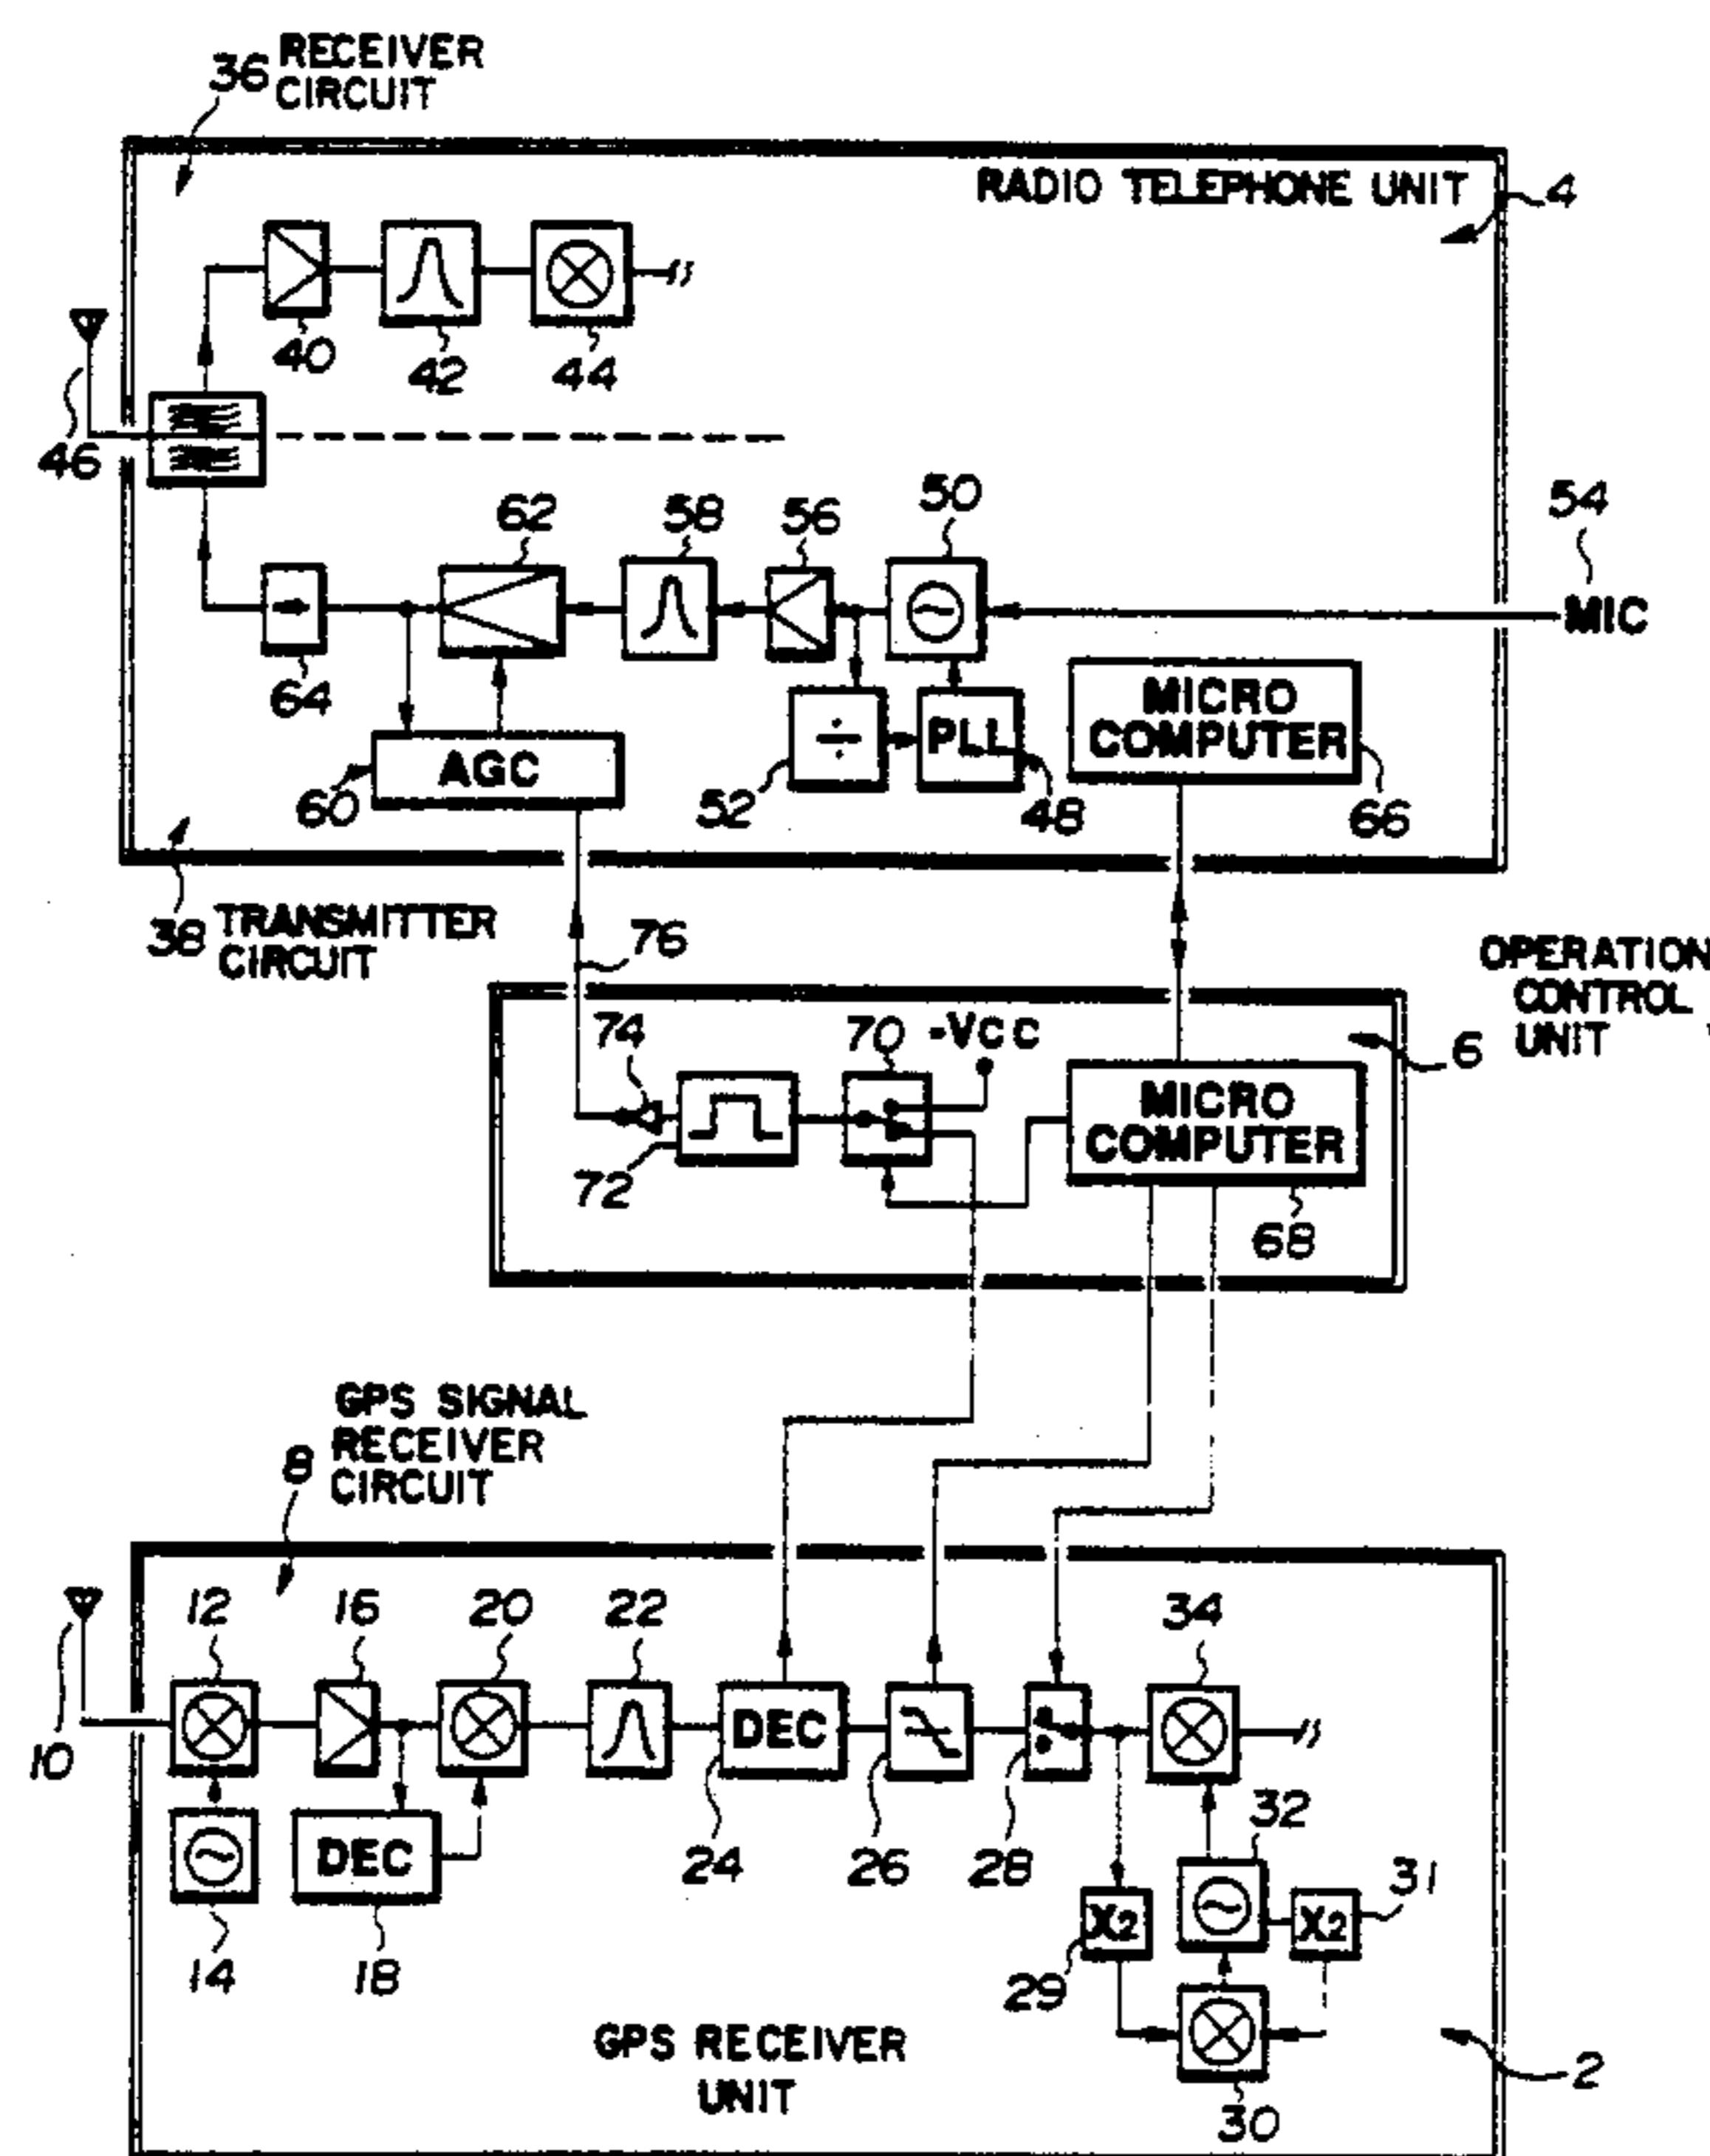 36 RECEIVER
CIRCUIT
RADIO TELEPHONE UNIT
4
40
42
44
46
62
58
56
50
54
MIC
64
AGC
60
÷
52
PLL
48
MICRO
COMPUTER
66
38 TRANSMITTER
CIRCUIT
76
OPERATION
CONTROL
UNIT
6
74
70
-VCC
72
MICRO
COMPUTER
68
GPS SIGNAL
8 RECEIVER
CIRCUIT
10
12
16
20
22
34
DEC
24
26
28
14
DEC
18
32
31
X2
29
X2
30
GPS RECEIVER
UNIT
2